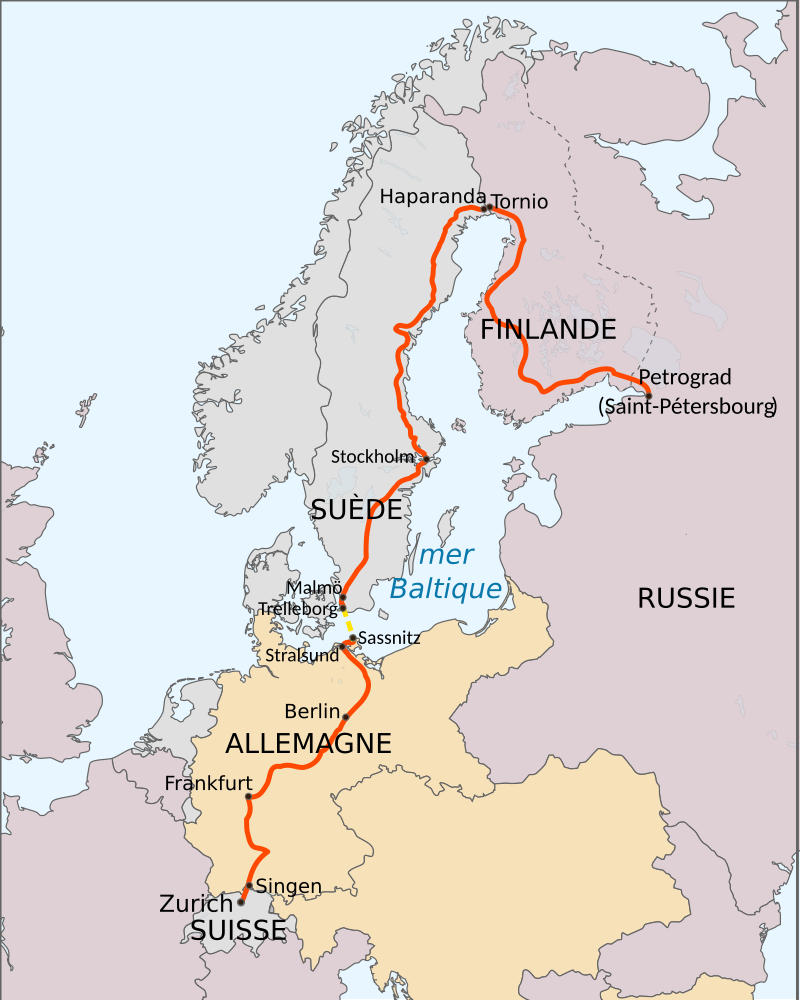 Haparanda
Tornio
FINLANDE
Petrograd
(Saint-Pétersbourg)
Stockholm
SUÈDE
mer
Baltique
Malmö
Trelleborg
RUSSIE
Sassnitz
Stralsund
Berlin
ALLEMAGNE
Frankfurt
Singen
Zurich
SUISSE